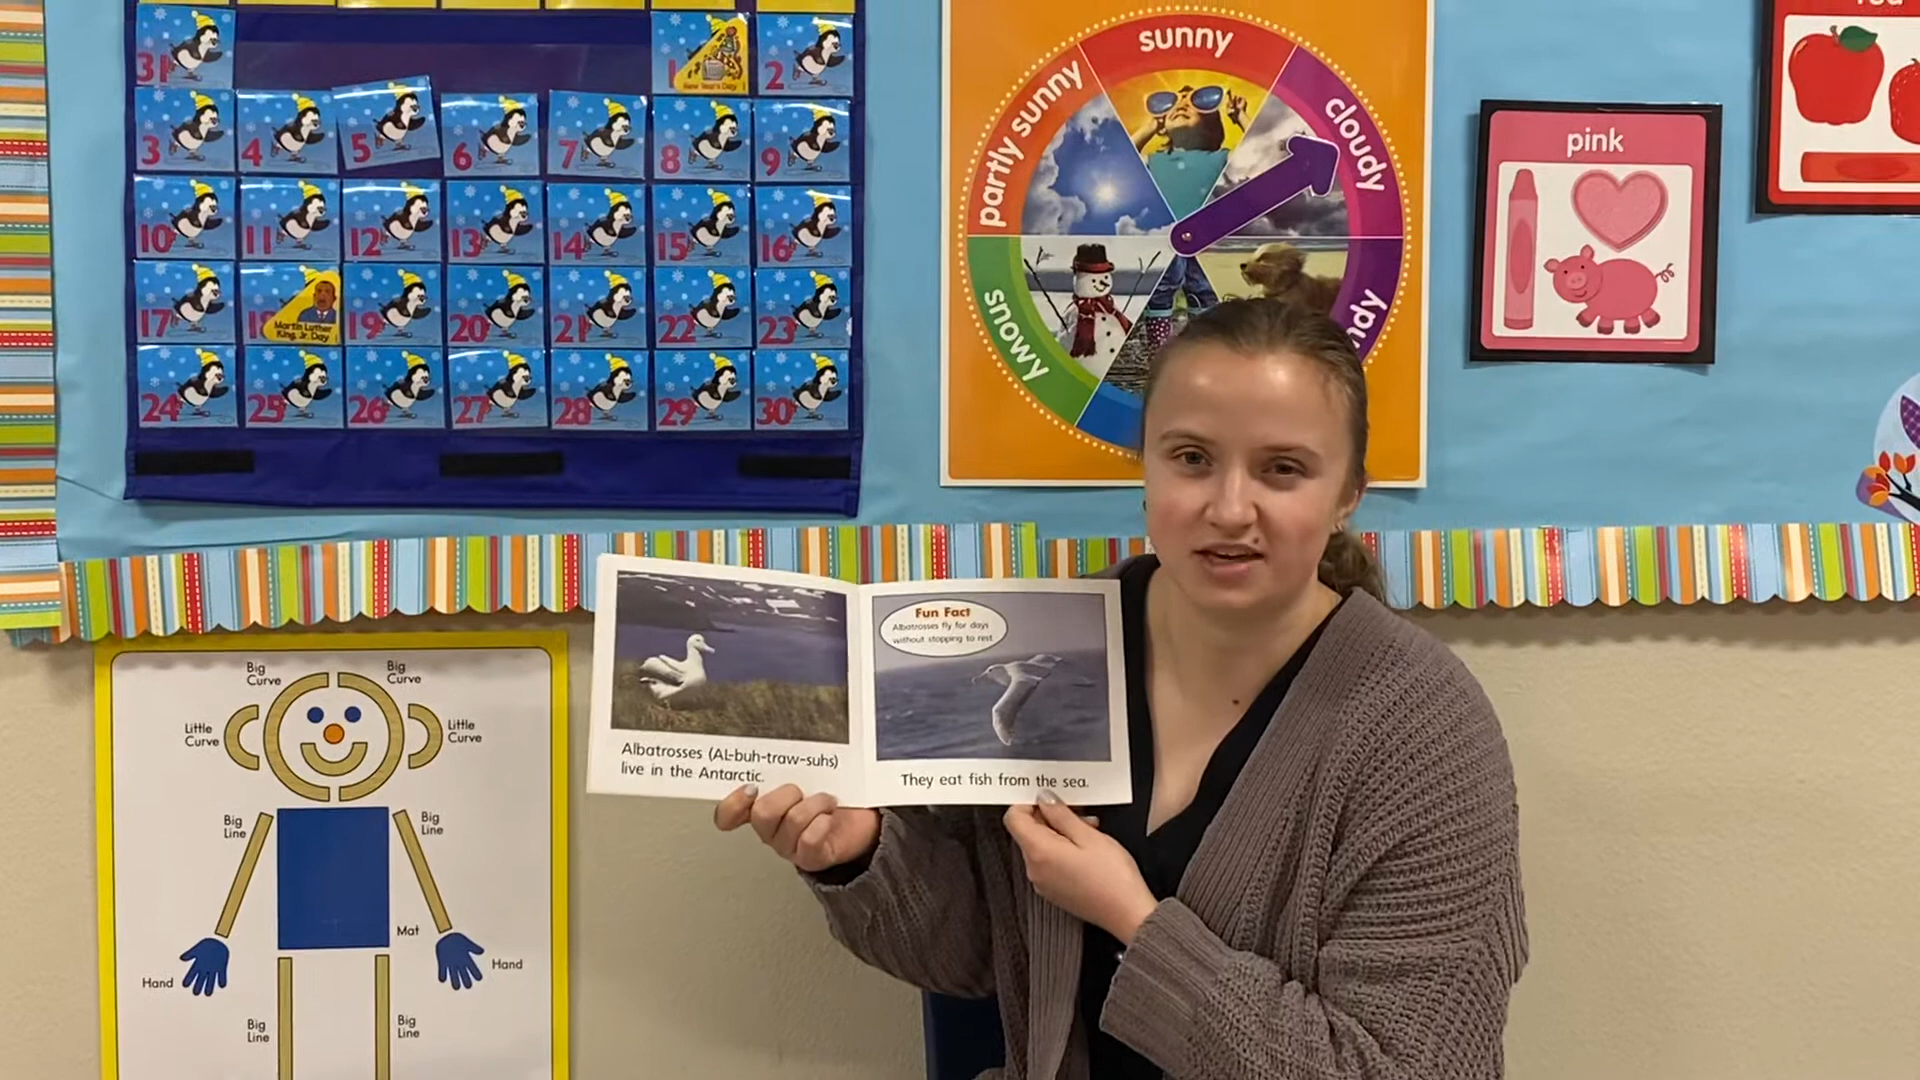 31 1 2
New Year's Day
3 4 5 6 7 8 9
10 11 12 13 14 15 16
17 18 19 20 21 22 23
Martin Luther
King, Jr. Day
24 25 26 27 28 29 30
sunny
partly sunny
cloudy
snowy
pink
Fun Fact
Albatrosses fly for days
without stopping to rest.
Albatrosses (AL-buh-traw-suhs)
live in the Antarctic.
They eat fish from the sea.
Big
Curve
Big
Curve
Little
Curve
Little
Curve
Big
Line
Big
Line
Mat
Hand
Hand
Big
Line
Big
Line